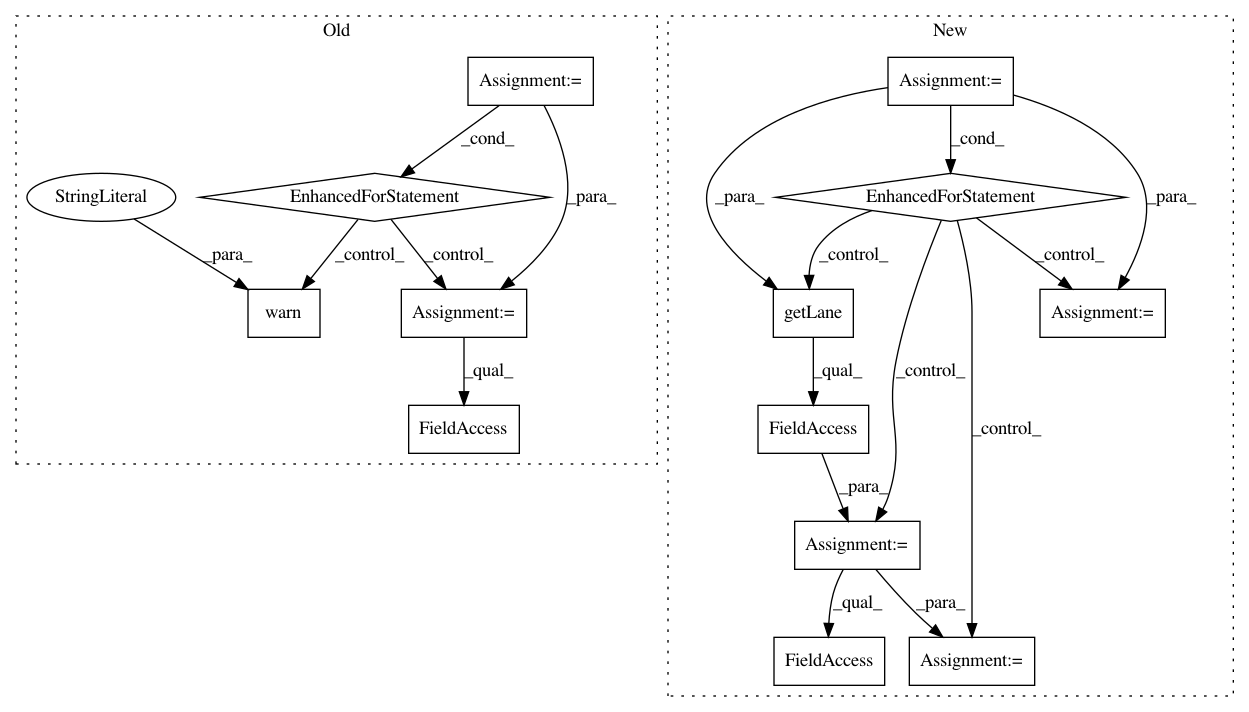 Old
New
Assignment:=
Assignment:=
_cond_
_cond_
StringLiteral
EnhancedForStatement
_para_
_para_
EnhancedForStatement
_para_
_para_
_control_
_control_
_control_
_control_
warn
Assignment:=
getLane
Assignment:=
_qual_
_qual_
_control_
FieldAccess
FieldAccess
_control_
_para_
Assignment:=
_qual_
_para_
FieldAccess
Assignment:=